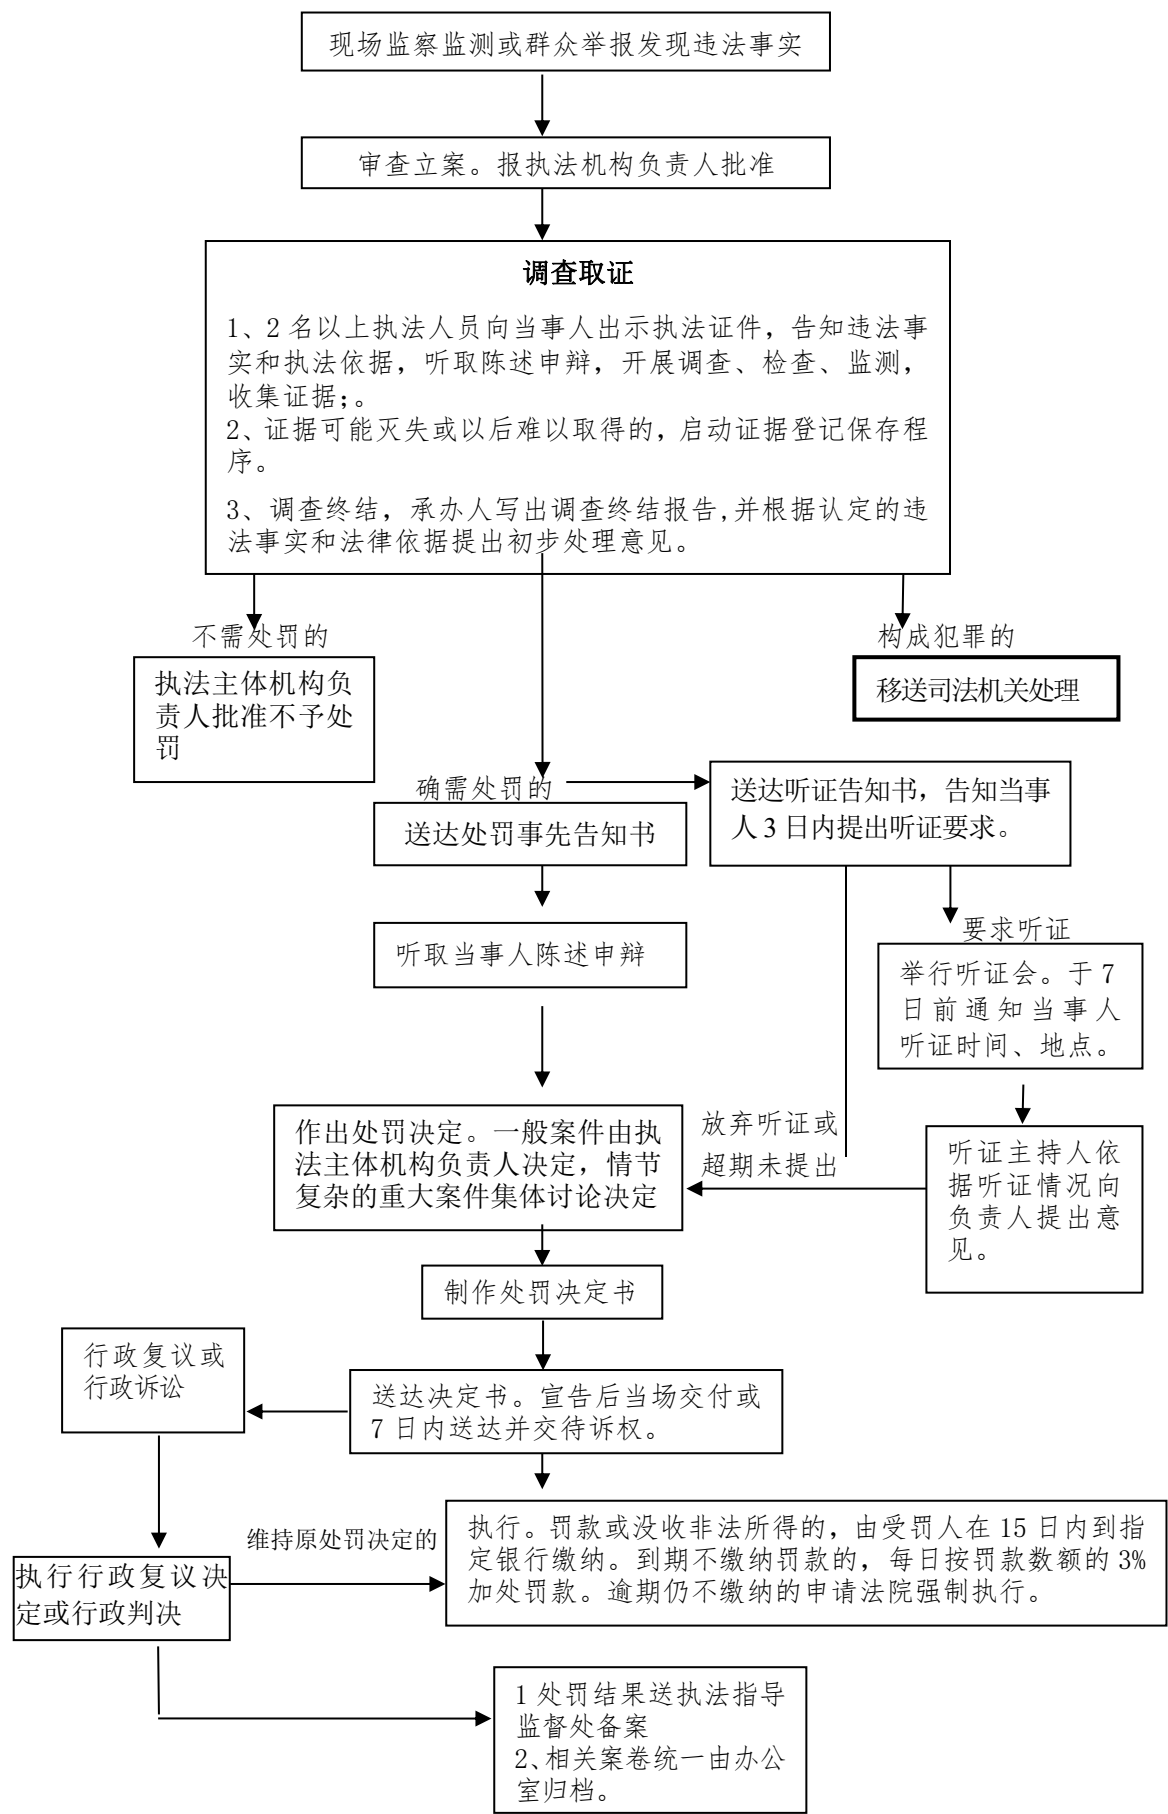 现场监察监测或群众举报发现违法事实
审查立案。报执法机构负责人批准
调查取证
1、2 名以上执法人员向当事人出示执法证件，告知违法事
实和执法依据，听取陈述申辩，开展调查、检查、监测，
收集证据;。
2、证据可能灭失或以后难以取得的，启动证据登记保存程
序。
3、调查终结，承办人写出调查终结报告,并根据认定的违
法事实和法律依据提出初步处理意见。
不需处罚的
构成犯罪的
执法主体机构负
责人批准不予处
罚
移送司法机关处理
确需处罚的
送达处罚事先告知书
送达听证告知书，告知当事
人 3 日内提出听证要求。
听取当事人陈述申辩
要求听证
举行听证会。于 7
日前通知当事人
听证时间、地点。
作出处罚决定。一般案件由执
法主体机构负责人决定，情节
复杂的重大案件集体讨论决定
放弃听证或
超期未提出
听证主持人依
据听证情况向
负责人提出意
见。
制作处罚决定书
行政复议或
行政诉讼
送达决定书。宣告后当场交付或
7 日内送达并交待诉权。
维持原处罚决定的
执行行政复议决
定或行政判决
执行。罚款或没收非法所得的，由受罚人在 15 日内到指
定银行缴纳。到期不缴纳罚款的，每日按罚款数额的 3%
加处罚款。逾期仍不缴纳的申请法院强制执行。
1 处罚结果送执法指导
监督处备案
2、相关案卷统一由办公
室归档。